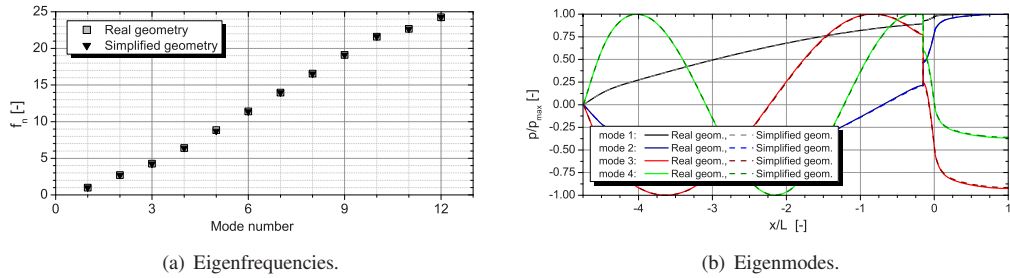 25
20
15
10
5
0
f_n [-]
Real geometry
Simplified geometry
0 3 6 9 12
Mode number
(a) Eigenfrequencies.
1.00
0.75
0.50
0.25
0.00
-0.25
-0.50
-0.75
-1.00
p/p_max [-]
mode 1: Real geom., Simplified geom.
mode 2: Real geom., Simplified geom.
mode 3: Real geom., Simplified geom.
mode 4: Real geom., Simplified geom.
-4 -3 -2 -1 0 1
x/L [-]
(b) Eigenmodes.